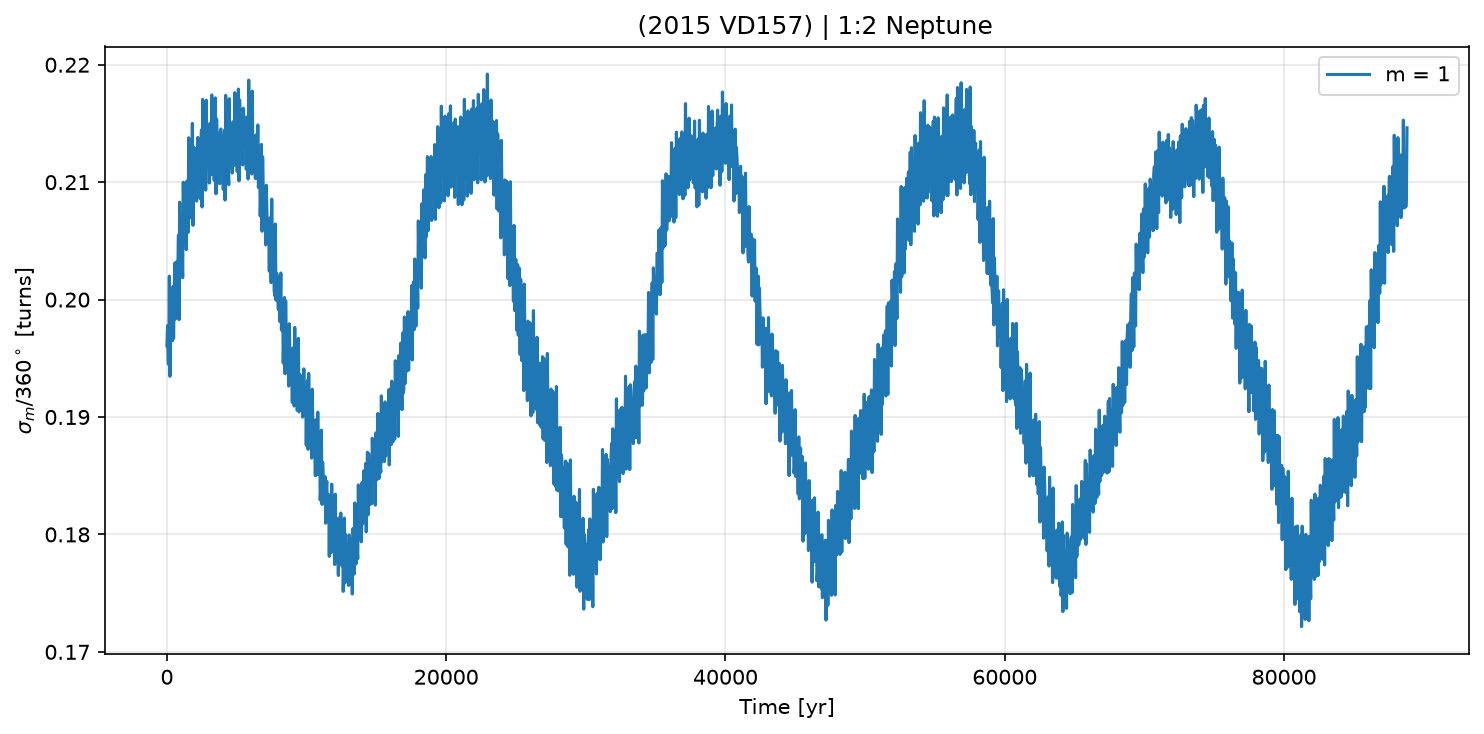 (2015 VD157) | 1:2 Neptune
m = 1
0.22
0.21
0.20
0.19
0.18
0.17
σₘ/360° [turns]
0 20000 40000 60000 80000
Time [yr]